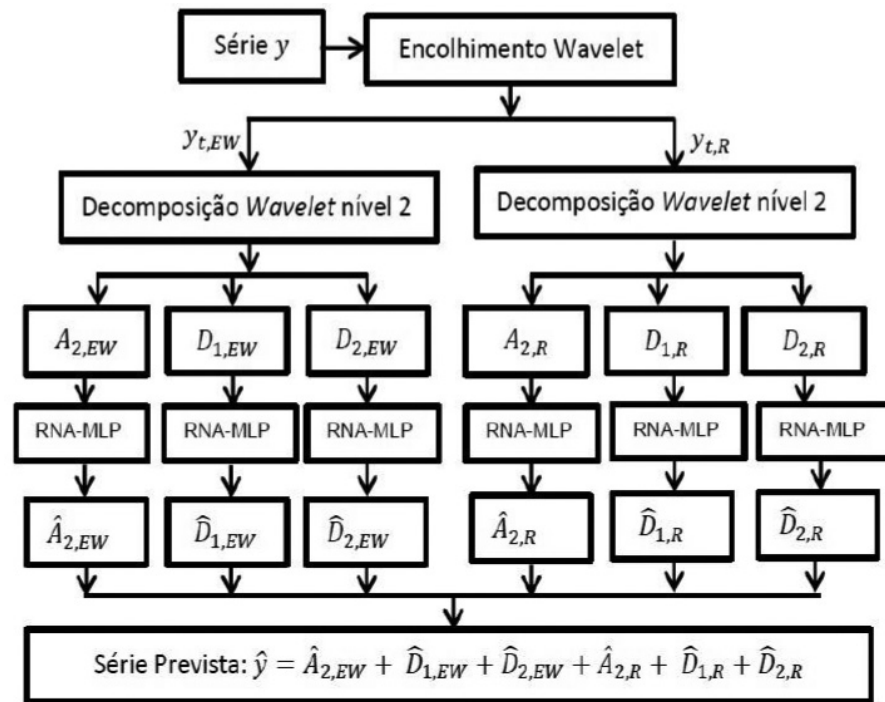 Série y
Encolhimento Wavelet
y_{t,EW}
y_{t,R}
Decomposição Wavelet nível 2
Decomposição Wavelet nível 2
A_{2,EW}
D_{1,EW}
D_{2,EW}
A_{2,R}
D_{1,R}
D_{2,R}
RNA-MLP
RNA-MLP
RNA-MLP
RNA-MLP
RNA-MLP
RNA-MLP
Â_{2,EW}
D̂_{1,EW}
D̂_{2,EW}
Â_{2,R}
D̂_{1,R}
D̂_{2,R}
Série Prevista: ŷ = Â_{2,EW} + D̂_{1,EW} + D̂_{2,EW} + Â_{2,R} + D̂_{1,R} + D̂_{2,R}